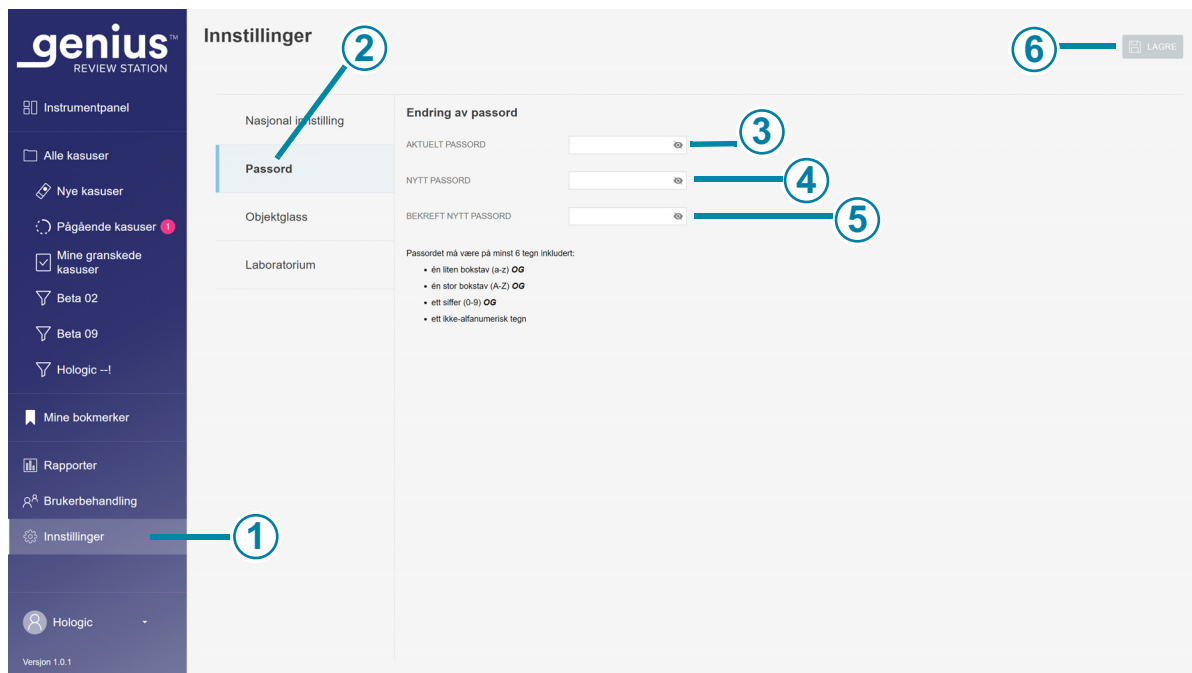 genius™
REVIEW STATION
Instrumentpanel
Alle kasuser
Nye kasuser
Pågående kasuser 1
Mine granskede
kasuser
Beta 02
Beta 09
Hologic --!
Mine bokmerker
Rapporter
Brukerbehandling
Innstillinger
1
Hologic
Versjon 1.0.1
Innstillinger
2
6
LAGRE
Nasjonal innstilling
Passord
Objektglass
Laboratorium
Endring av passord
AKTUELT PASSORD
3
NYTT PASSORD
4
BEKREFT NYTT PASSORD
5
Passordet må være på minst 6 tegn inkludert:
• én liten bokstav (a-z) OG
• én stor bokstav (A-Z) OG
• ett siffer (0-9) OG
• ett ikke-alfanumerisk tegn